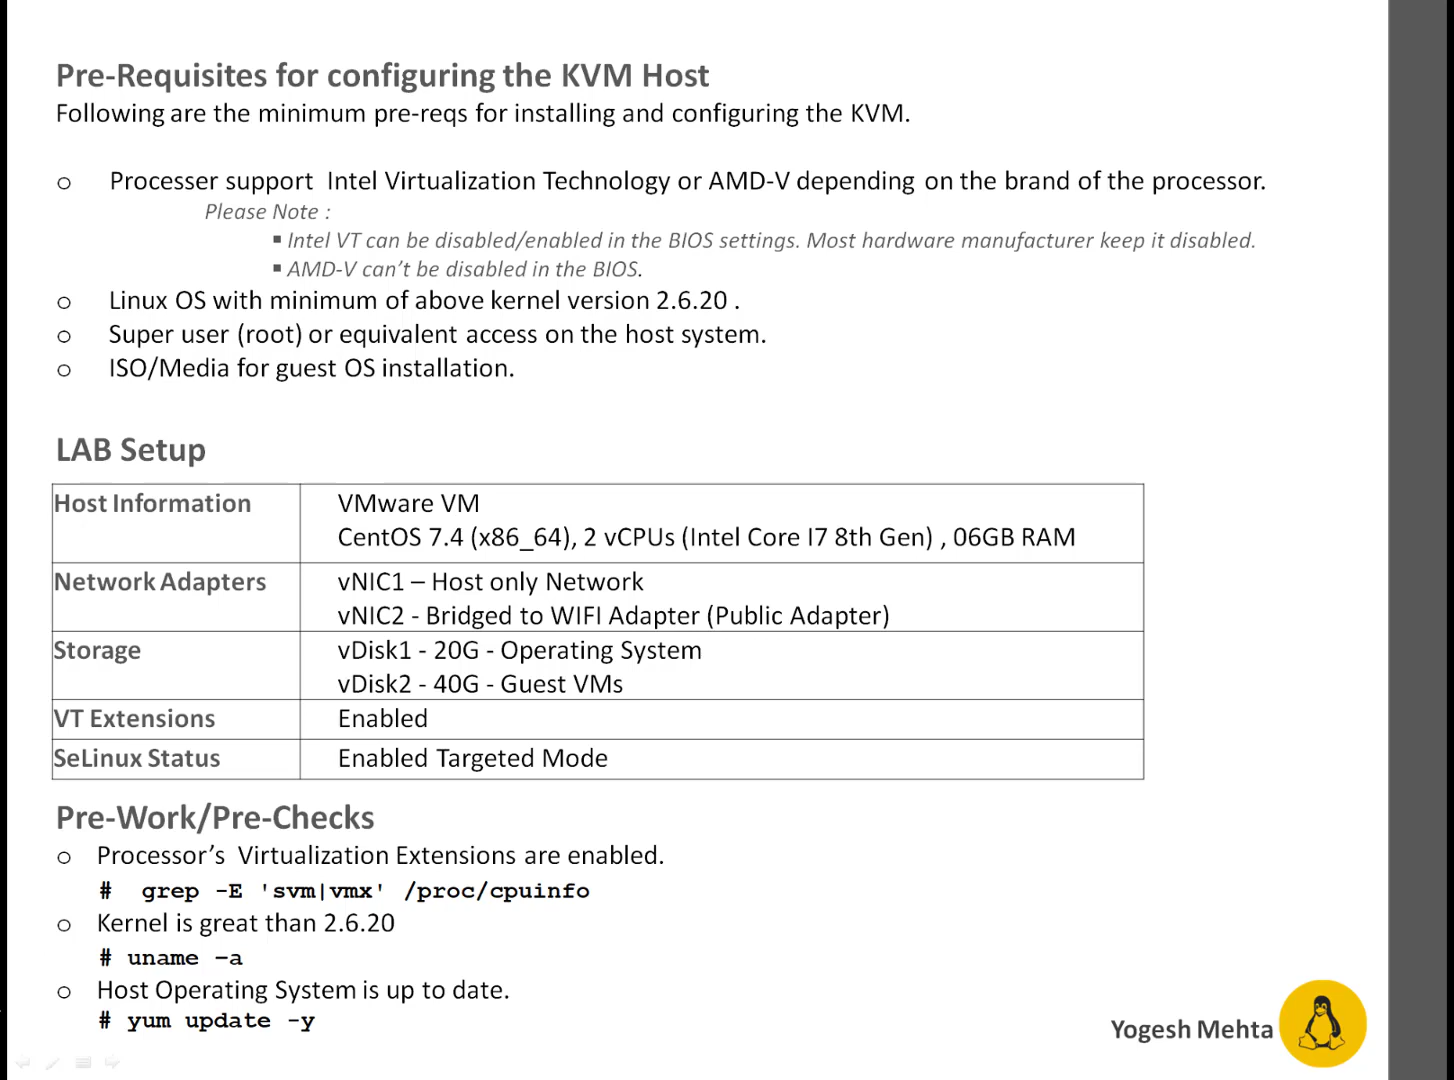 Pre-Requisites for configuring the KVM Host
Following are the minimum pre-reqs for installing and configuring the KVM.
o Processer support Intel Virtualization Technology or AMD-V depending on the brand of the processor.
Please Note :
▪ Intel VT can be disabled/enabled in the BIOS settings. Most hardware manufacturer keep it disabled.
▪ AMD-V can’t be disabled in the BIOS.
o Linux OS with minimum of above kernel version 2.6.20 .
o Super user (root) or equivalent access on the host system.
o ISO/Media for guest OS installation.
LAB Setup
Host Information VMware VM
CentOS 7.4 (x86_64), 2 vCPUs (Intel Core I7 8th Gen) , 06GB RAM
Network Adapters vNIC1 – Host only Network
vNIC2 - Bridged to WIFI Adapter (Public Adapter)
Storage vDisk1 - 20G - Operating System
vDisk2 - 40G - Guest VMs
VT Extensions Enabled
SeLinux Status Enabled Targeted Mode
Pre-Work/Pre-Checks
o Processor’s Virtualization Extensions are enabled.
# grep -E 'svm|vmx' /proc/cpuinfo
o Kernel is great than 2.6.20
# uname –a
o Host Operating System is up to date.
# yum update -y
Yogesh Mehta